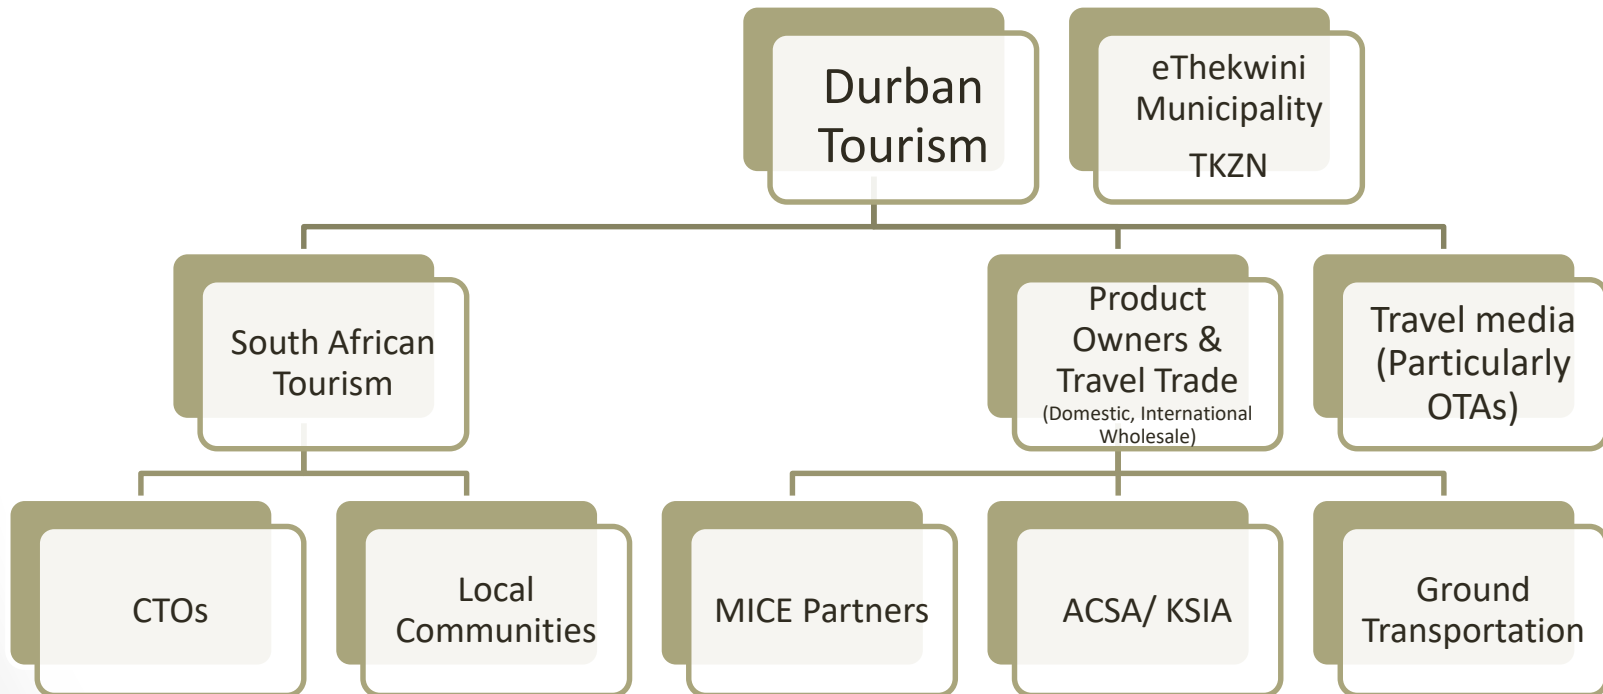 Durban
Tourism
eThekwini
Municipality
TKZN
South African
Tourism
Product
Owners &
Travel Trade
(Domestic, International
Wholesale)
Travel media
(Particularly
OTAs)
CTOs
Local
Communities
MICE Partners
ACSA/ KSIA
Ground
Transportation